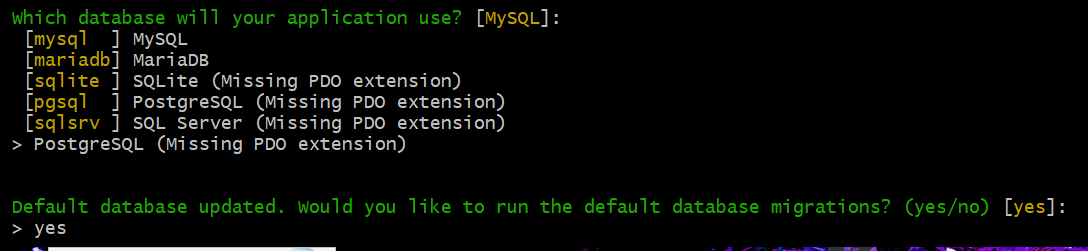 Which database will your application use? [MySQL]:
[mysql  ] MySQL
[mariadb] MariaDB
[sqlite ] SQLite (Missing PDO extension)
[pgsql  ] PostgreSQL (Missing PDO extension)
[sqlsrv ] SQL Server (Missing PDO extension)
> PostgreSQL (Missing PDO extension)
Default database updated. Would you like to run the default database migrations? (yes/no) [yes]:
> yes